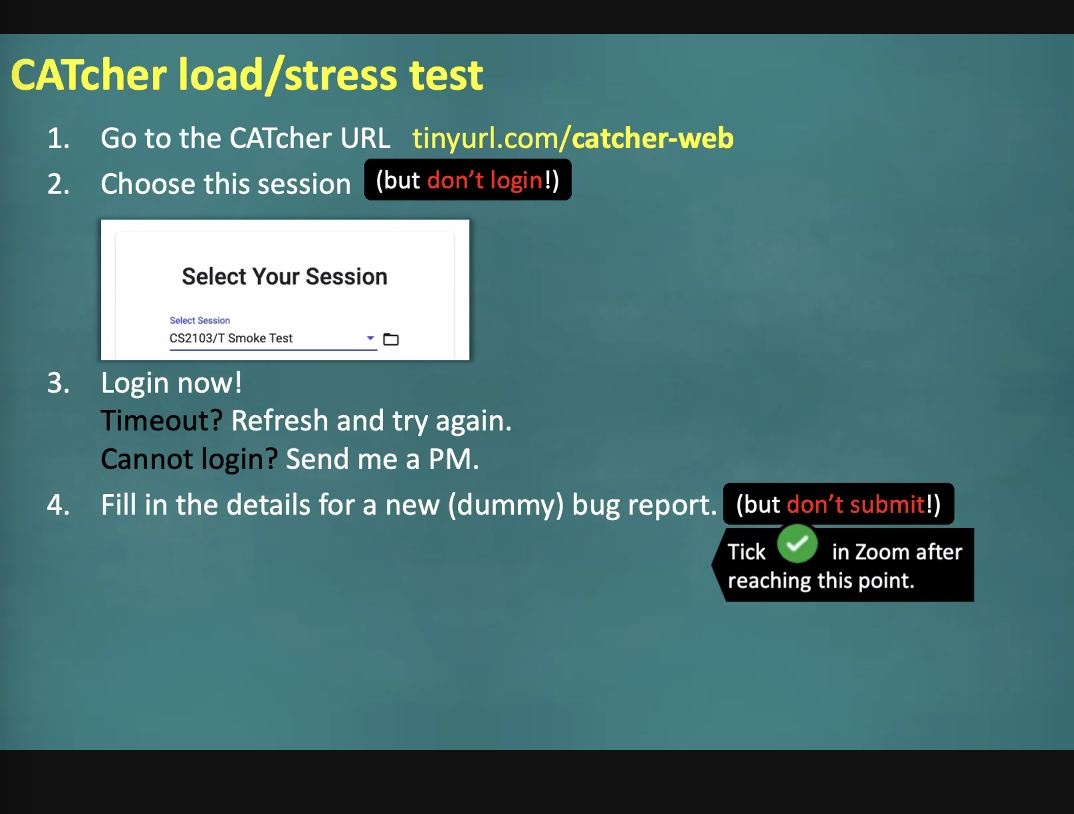 CATcher load/stress test
1. Go to the CATcher URL tinyurl.com/catcher-web
2. Choose this session (but don't login!)
Select Your Session
Select Session
CS2103/T Smoke Test
3. Login now!
Timeout? Refresh and try again.
Cannot login? Send me a PM.
4. Fill in the details for a new (dummy) bug report. (but don't submit!)
Tick in Zoom after
reaching this point.